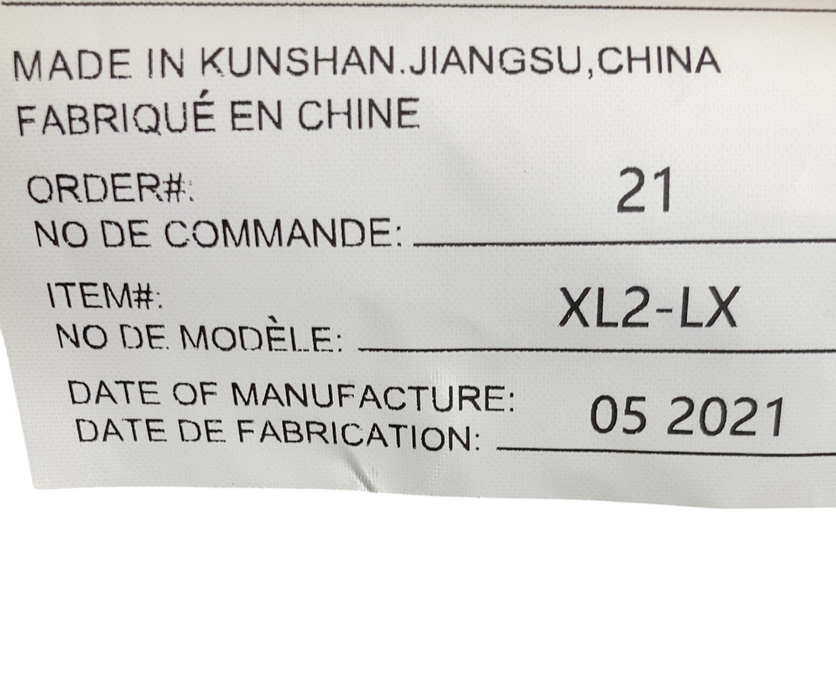 MADE IN KUNSHAN.JIANGSU,CHINA
FABRIQUÉ EN CHINE
ORDER#: 21
NO DE COMMANDE:
ITEM#: XL2-LX
NO DE MODÈLE:
DATE OF MANUFACTURE: 05 2021
DATE DE FABRICATION: